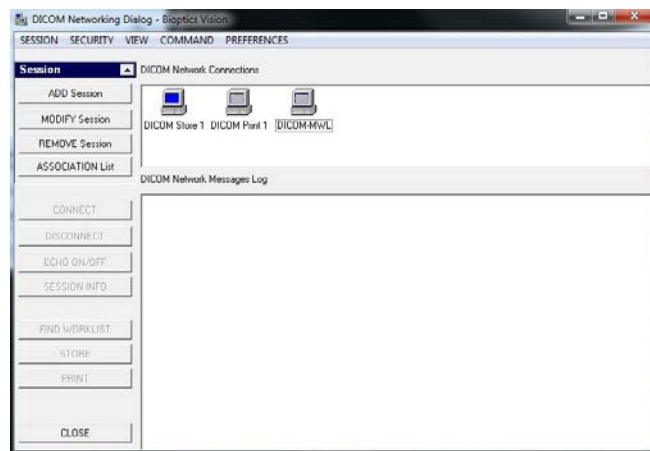 DICOM Networking Dialog - Bioptics Vision
SESSION SECURITY VIEW COMMAND PREFERENCES
Session
DICOM Network Connections
ADD Session
MODIFY Session
REMOVE Session
ASSOCIATION List
DICOM Store 1 DICOM Print 1 DICOM-MWL
DICOM Network Messages Log
CONNECT
DISCONNECT
ECHO ON/OFF
SESSION INFO
FIND WORKLIST
STORE
PRINT
CLOSE